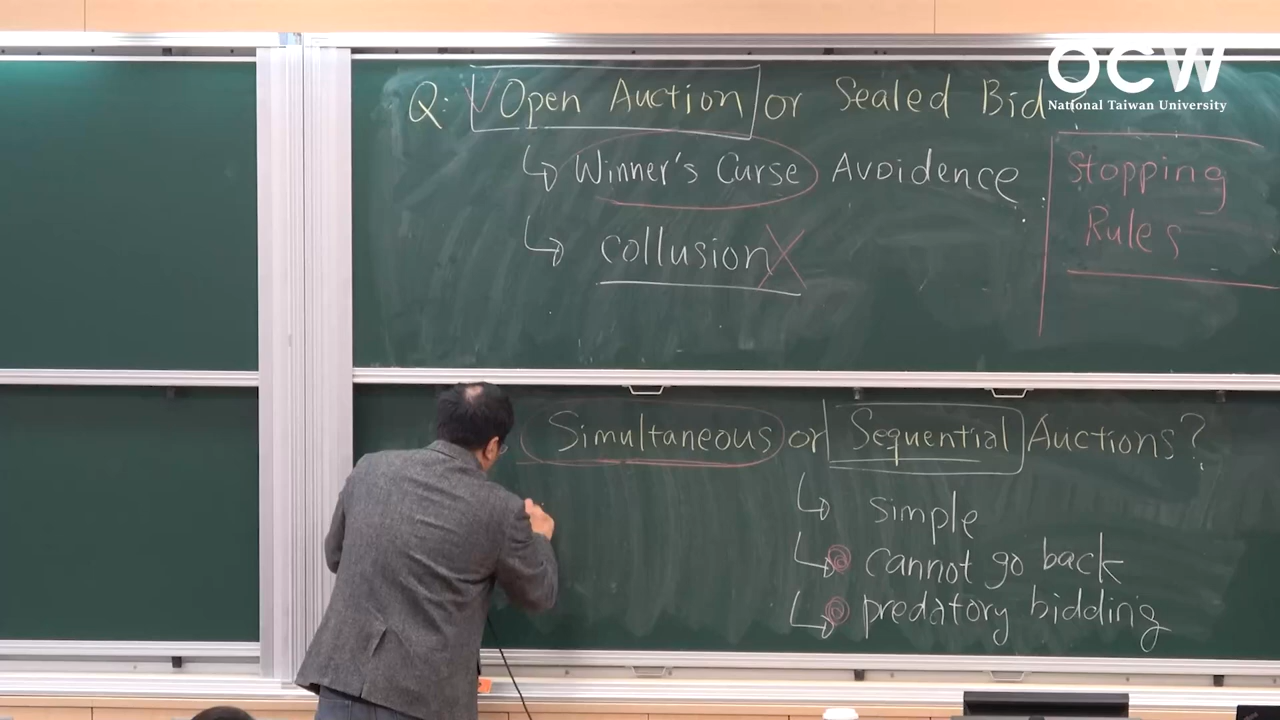 OCW
National Taiwan University
Q: Open Auction or Sealed Bid
↳ Winner's Curse Avoidence
↳ collusion X
Stopping
Rules
Simultaneous or Sequential Auctions?
↳ simple
↳ cannot go back
↳ predatory bidding